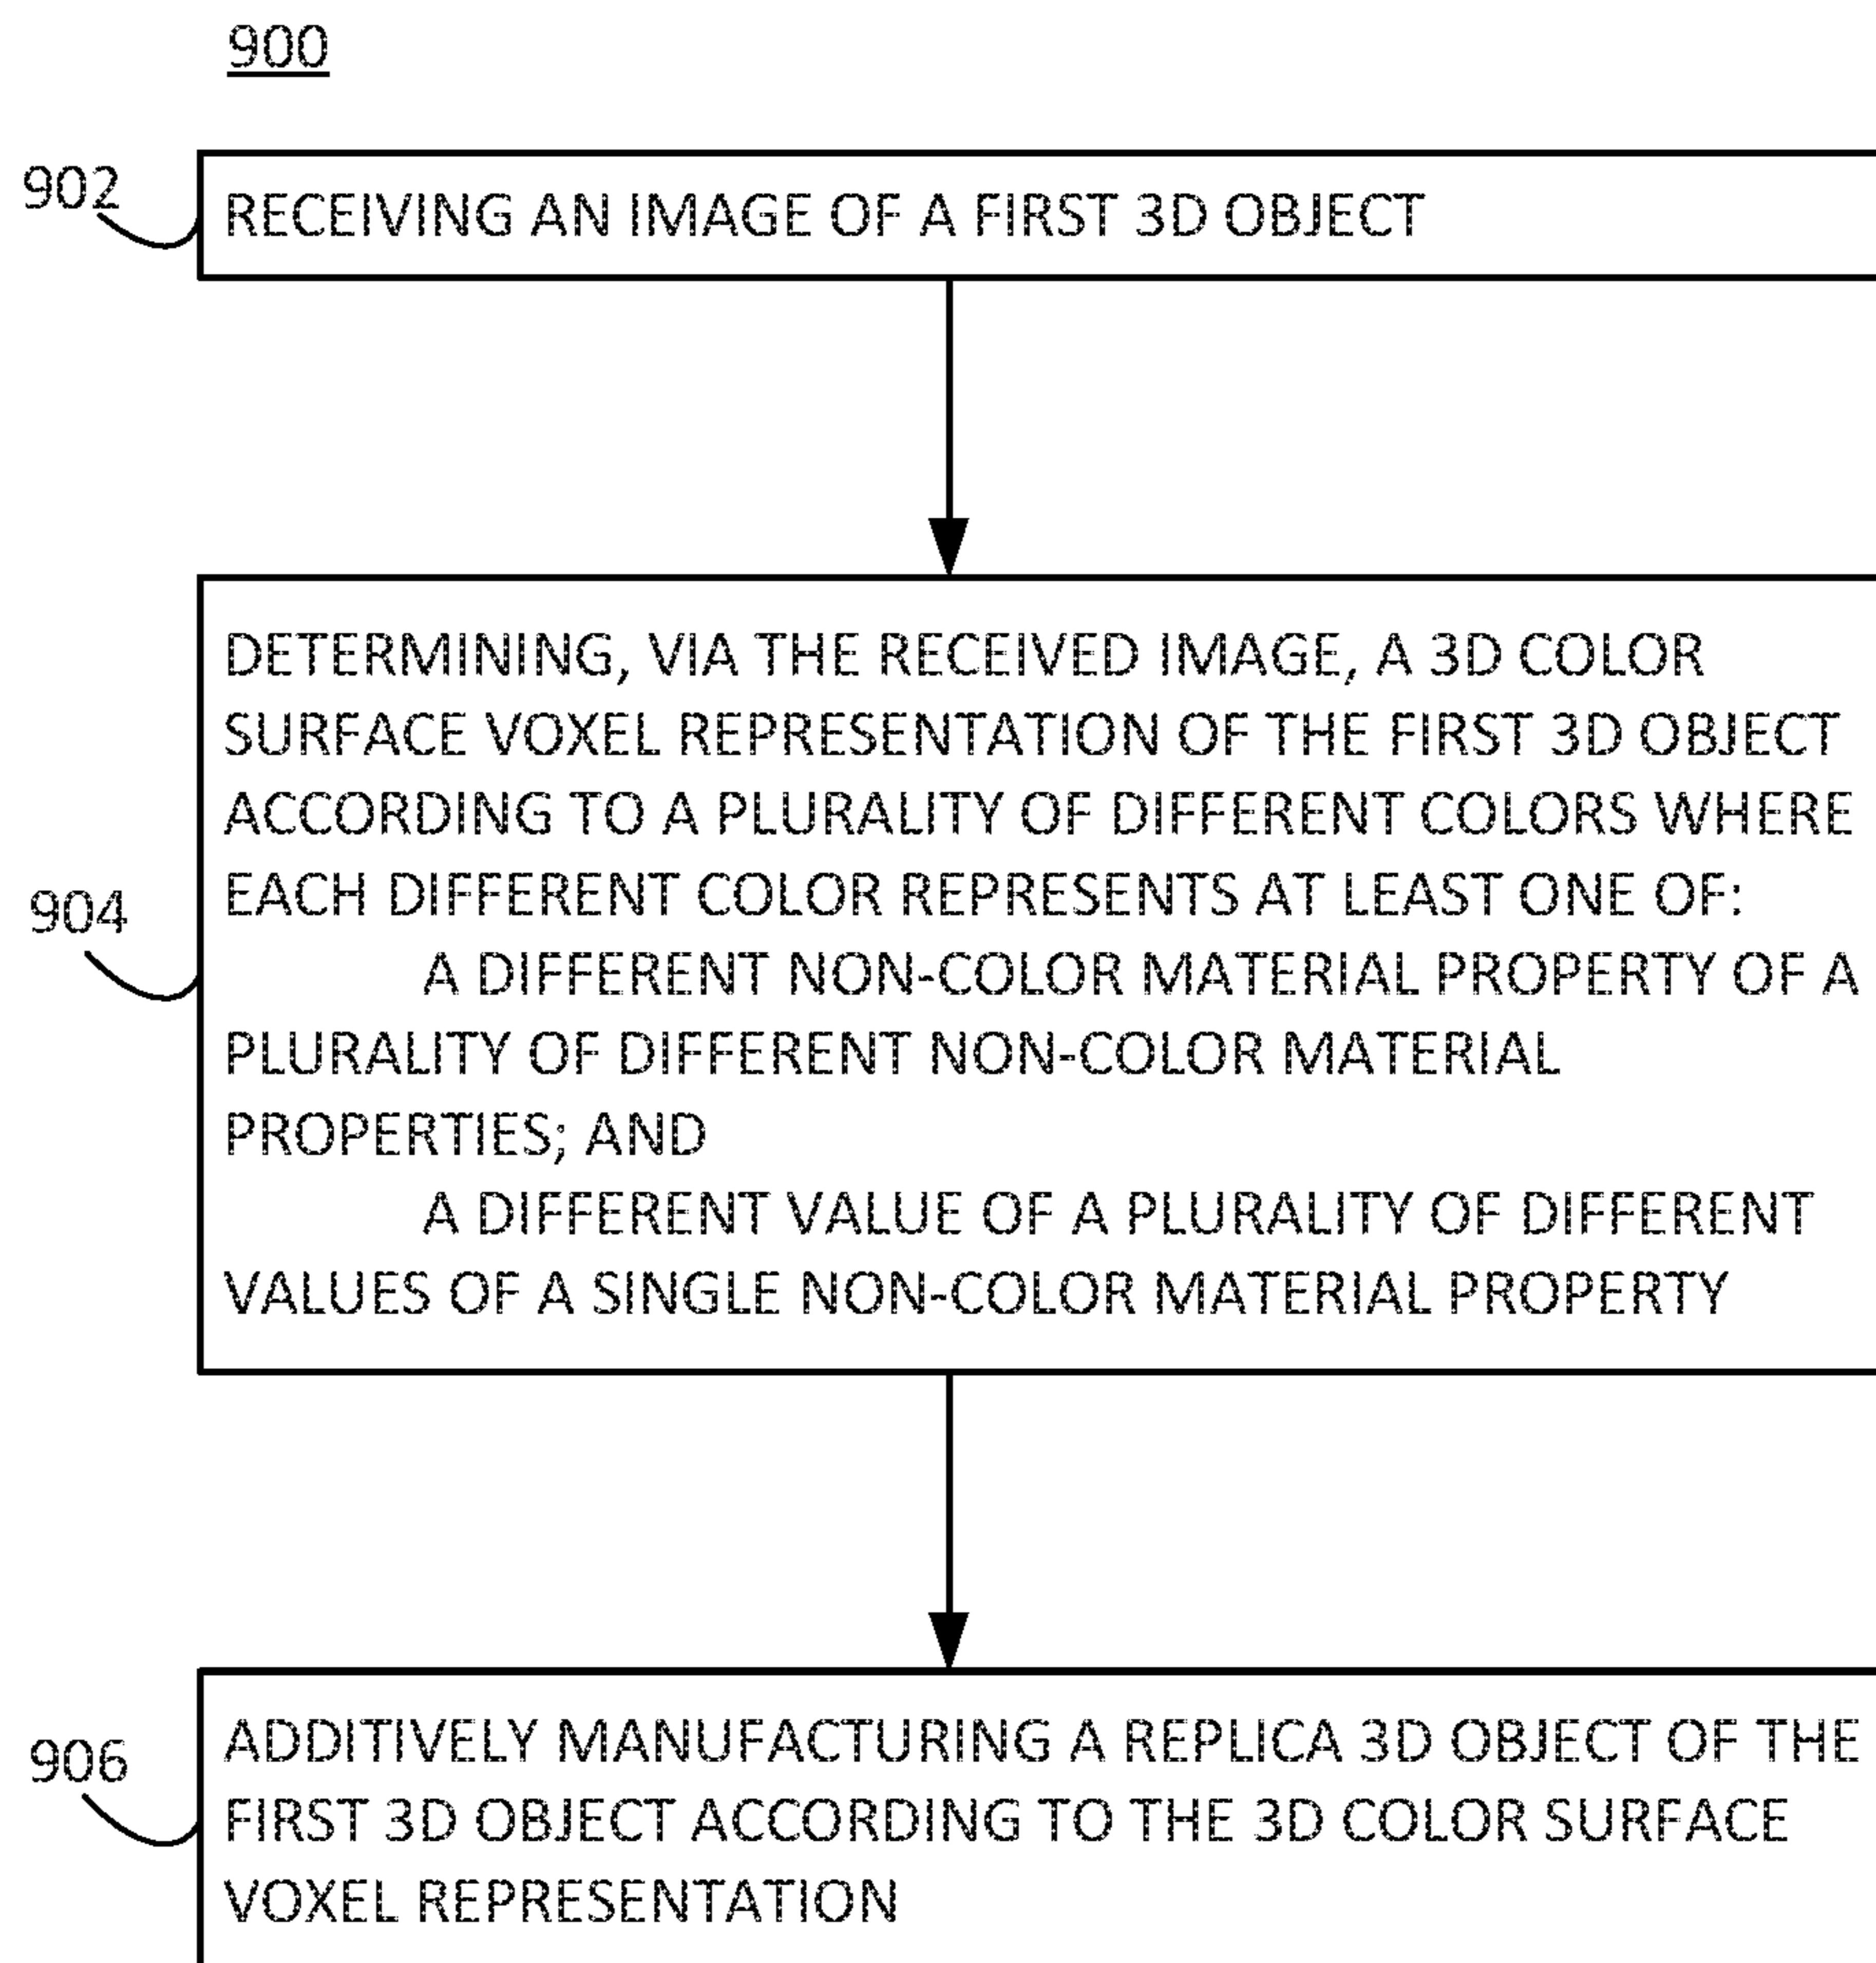 900
902
RECEIVING AN IMAGE OF A FIRST 3D OBJECT
DETERMINING, VIA THE RECEIVED IMAGE, A 3D COLOR
SURFACE VOXEL REPRESENTATION OF THE FIRST 3D OBJECT
ACCORDING TO A PLURALITY OF DIFFERENT COLORS WHERE
EACH DIFFERENT COLOR REPRESENTS AT LEAST ONE OF:
904
A DIFFERENT NON-COLOR MATERIAL PROPERTY OF A
PLURALITY OF DIFFERENT NON-COLOR MATERIAL
PROPERTIES; AND
A DIFFERENT VALUE OF A PLURALITY OF DIFFERENT
VALUES OF A SINGLE NON-COLOR MATERIAL PROPERTY
906
ADDITIVELY MANUFACTURING A REPLICA 3D OBJECT OF THE
FIRST 3D OBJECT ACCORDING TO THE 3D COLOR SURFACE
VOXEL REPRESENTATION